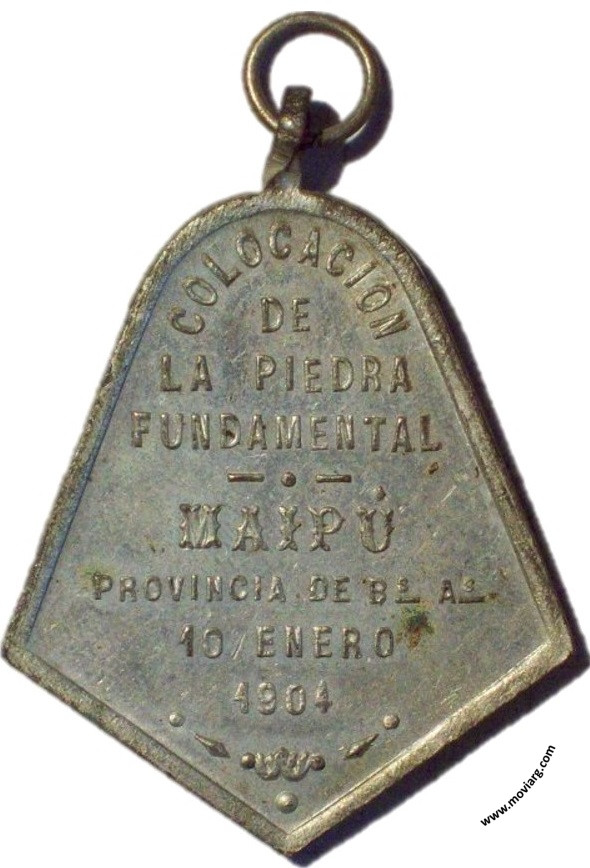 COLOCACIÓN
DE
LA PIEDRA
FUNDAMENTAL
MAIPÚ
PROVINCIA DE Bs As
10 ENERO
1904
www.moviarg.com